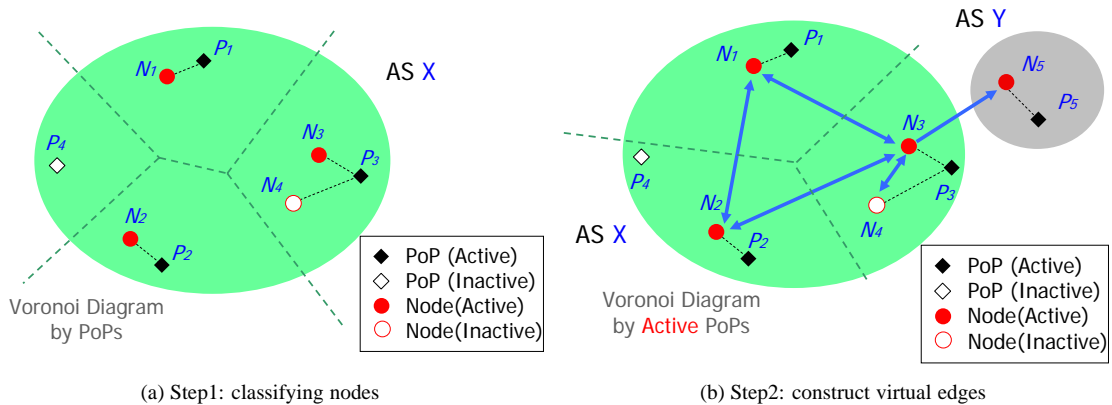 P1
N1
AS X
P4
N3
P3
N4
N2
P2
Voronoi Diagram
by PoPs
PoP (Active)
PoP (Inactive)
Node(Active)
Node(Inactive)
(a) Step1: classifying nodes
AS Y
P1
N1
N5
P5
N3
P4
P3
N2
N4
AS X
P2
Voronoi Diagram
by Active PoPs
PoP (Active)
PoP (Inactive)
Node(Active)
Node(Inactive)
(b) Step2: construct virtual edges